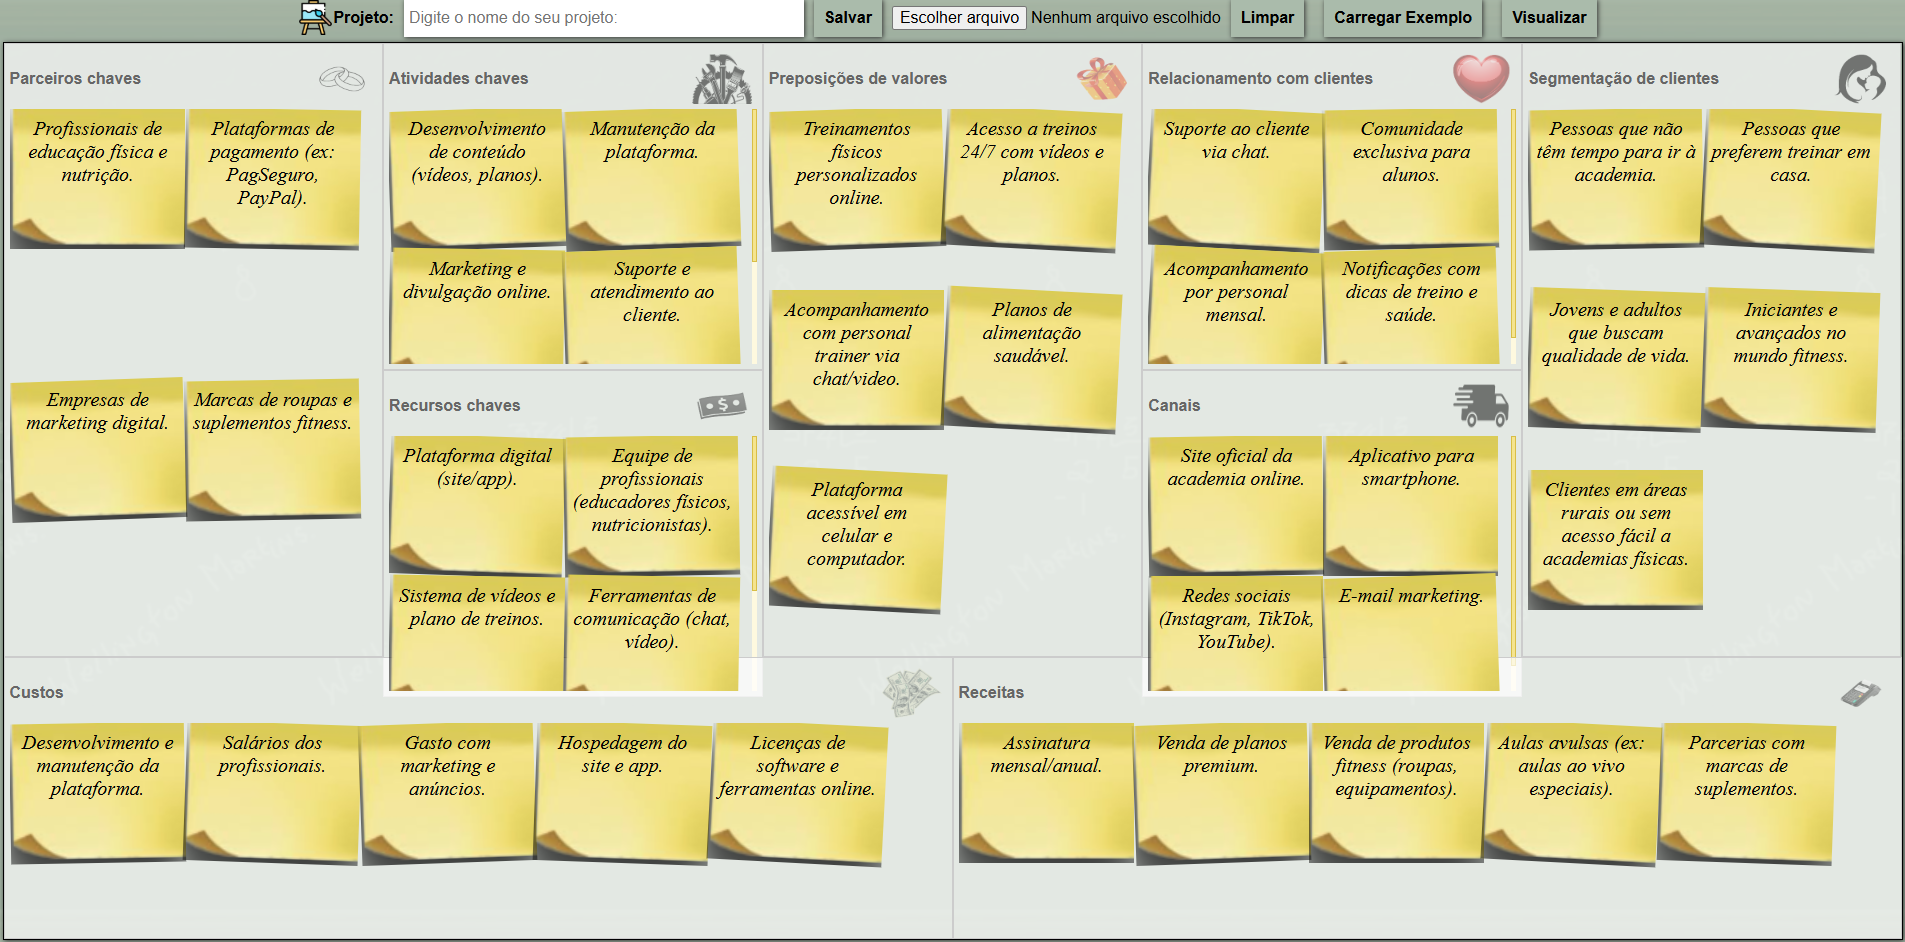 Projeto:
Digite o nome do seu projeto:
Salvar
Escolher arquivo Nenhum arquivo escolhido
Limpar
Carregar Exemplo
Visualizar
Parceiros chaves
Profissionais de
educação física e
nutrição.
Plataformas de
pagamento (ex:
PagSeguro,
PayPal).
Empresas de
marketing digital.
Marcas de roupas e
suplementos fitness.
Atividades chaves
Desenvolvimento
de conteúdo
(vídeos, planos).
Manutenção da
plataforma.
Marketing e
divulgação online.
Suporte e
atendimento ao
cliente.
Recursos chaves
Plataforma digital
(site/app).
Equipe de
profissionais
(educadores físicos,
nutricionistas).
Sistema de vídeos e
plano de treinos.
Ferramentas de
comunicação (chat,
vídeo).
Preposições de valores
Treinamentos
físicos
personalizados
online.
Acesso a treinos
24/7 com vídeos e
planos.
Acompanhamento
com personal
trainer via
chat/video.
Planos de
alimentação
saudável.
Plataforma
acessível em
celular e
computador.
Relacionamento com clientes
Suporte ao cliente
via chat.
Comunidade
exclusiva para
alunos.
Acompanhamento
por personal
mensal.
Notificações com
dicas de treino e
saúde.
Canais
Site oficial da
academia online.
Aplicativo para
smartphone.
Redes sociais
(Instagram, TikTok,
YouTube).
E-mail marketing.
Segmentação de clientes
Pessoas que não
têm tempo para ir à
academia.
Pessoas que
preferem treinar em
casa.
Jovens e adultos
que buscam
qualidade de vida.
Iniciantes e
avançados no
mundo fitness.
Clientes em áreas
rurais ou sem
acesso fácil a
academias físicas.
Custos
Desenvolvimento e
manutenção da
plataforma.
Salários dos
profissionais.
Gasto com
marketing e
anúncios.
Hospedagem do
site e app.
Licenças de
software e
ferramentas online.
Receitas
Assinatura
mensal/anual.
Venda de planos
premium.
Venda de produtos
fitness (roupas,
equipamentos).
Aulas avulsas (ex:
aulas ao vivo
especiais).
Parcerias com
marcas de
suplementos.